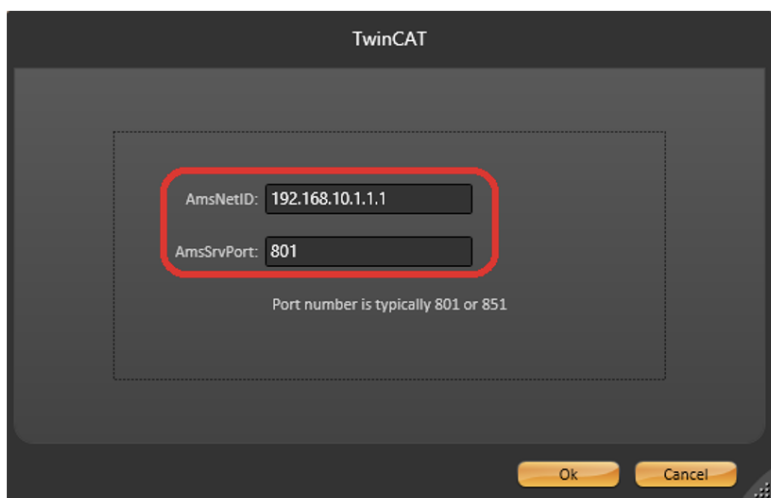 TwinCAT
AmsNetID: 192.168.10.1.1.1
AmsSrvPort: 801
Port number is typically 801 or 851
Ok Cancel